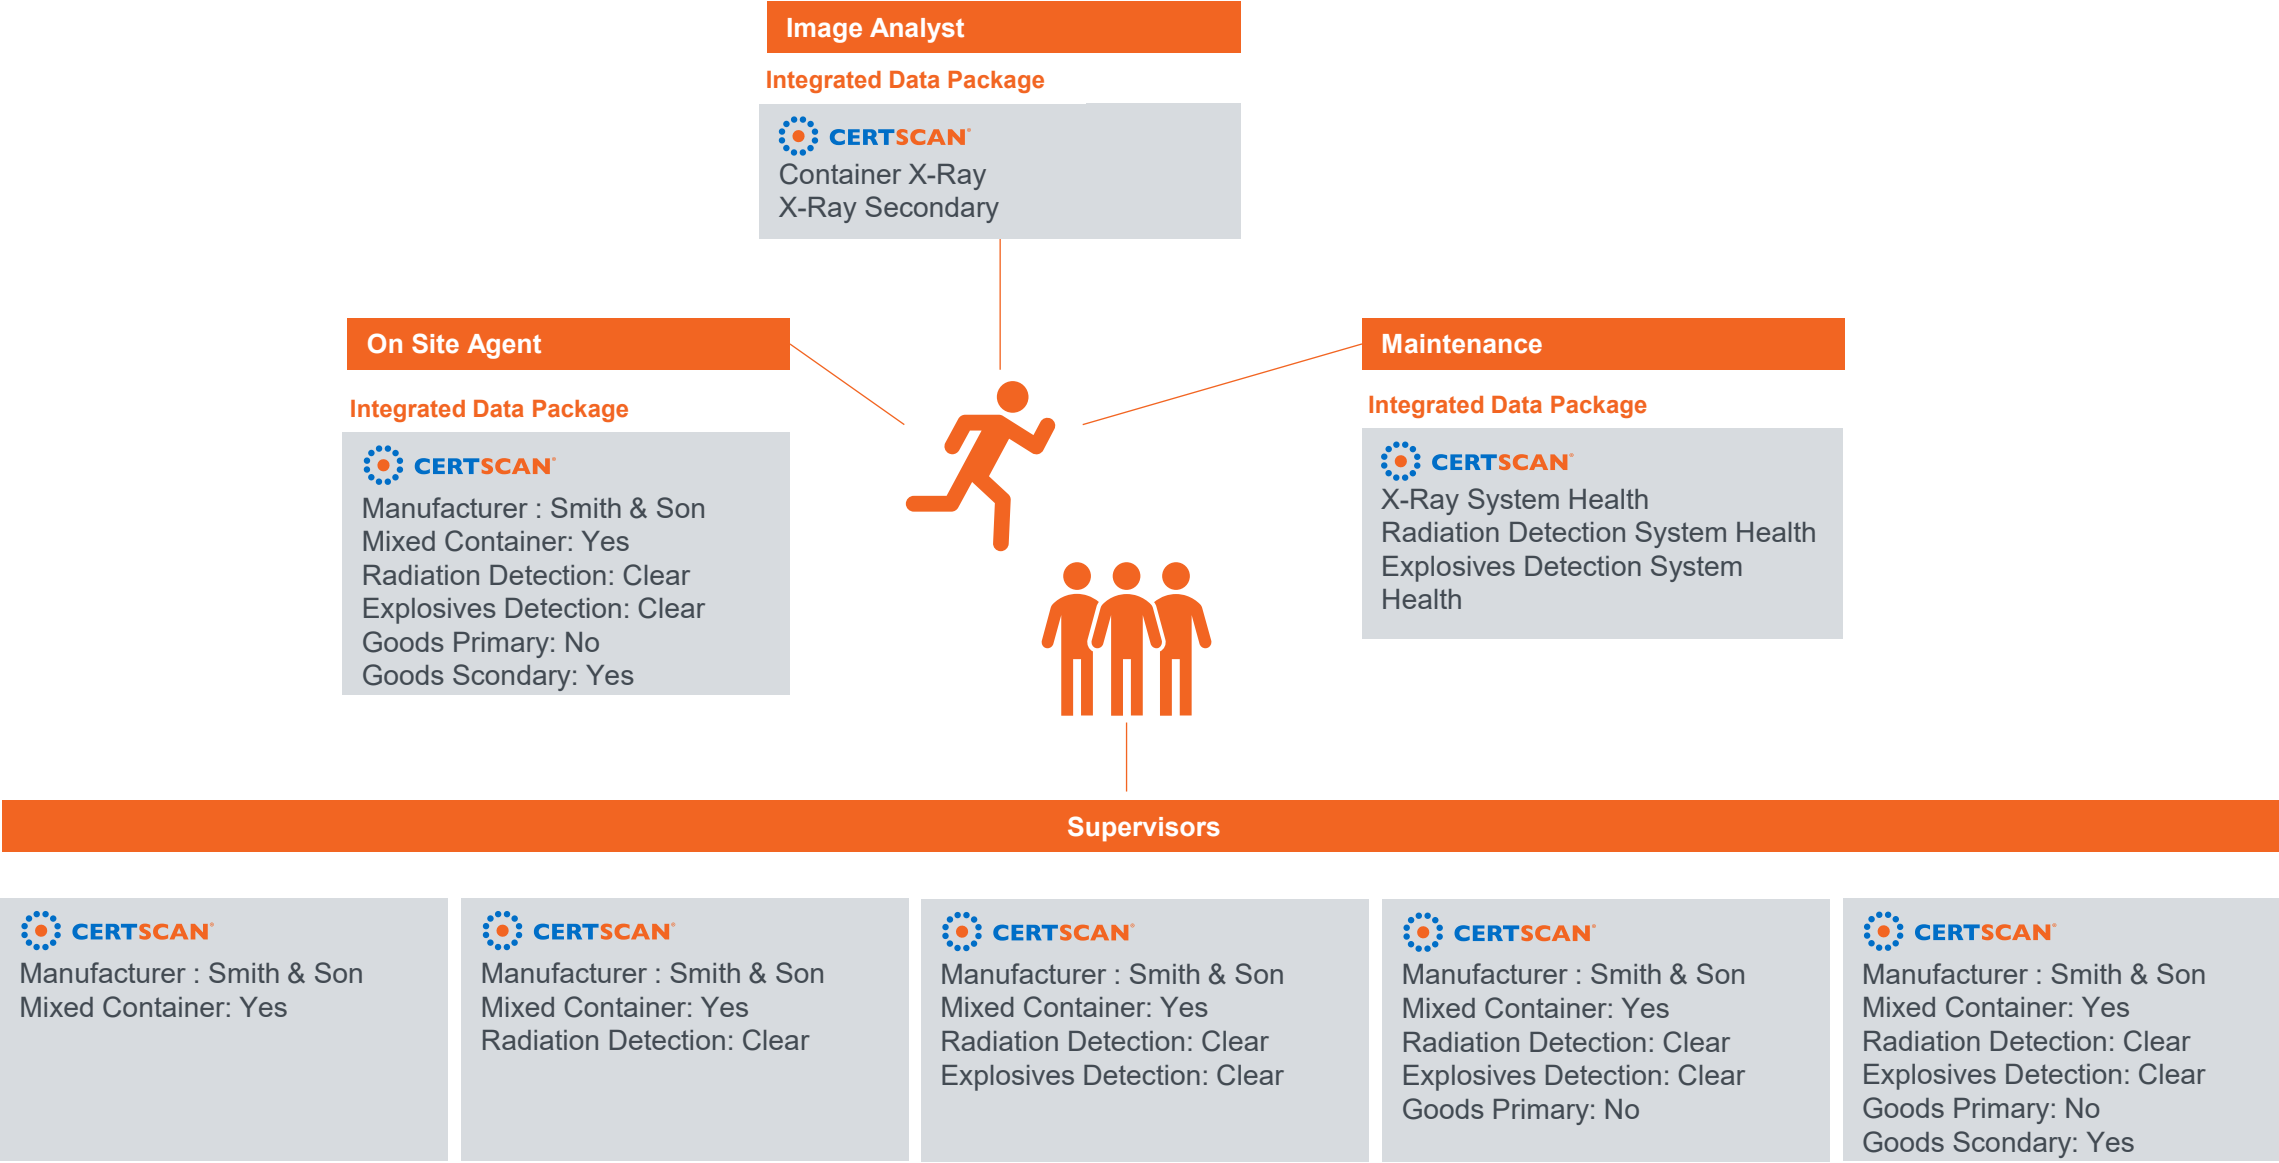 Image Analyst
Integrated Data Package
CERTSCAN®
Container X-Ray
X-Ray Secondary
On Site Agent
Integrated Data Package
CERTSCAN®
Manufacturer : Smith & Son
Mixed Container: Yes
Radiation Detection: Clear
Explosives Detection: Clear
Goods Primary: No
Goods Scondary: Yes
Maintenance
Integrated Data Package
CERTSCAN®
X-Ray System Health
Radiation Detection System Health
Explosives Detection System
Health
Supervisors
CERTSCAN®
Manufacturer : Smith & Son
Mixed Container: Yes
CERTSCAN®
Manufacturer : Smith & Son
Mixed Container: Yes
Radiation Detection: Clear
CERTSCAN®
Manufacturer : Smith & Son
Mixed Container: Yes
Radiation Detection: Clear
Explosives Detection: Clear
CERTSCAN®
Manufacturer : Smith & Son
Mixed Container: Yes
Radiation Detection: Clear
Explosives Detection: Clear
Goods Primary: No
CERTSCAN®
Manufacturer : Smith & Son
Mixed Container: Yes
Radiation Detection: Clear
Explosives Detection: Clear
Goods Primary: No
Goods Scondary: Yes